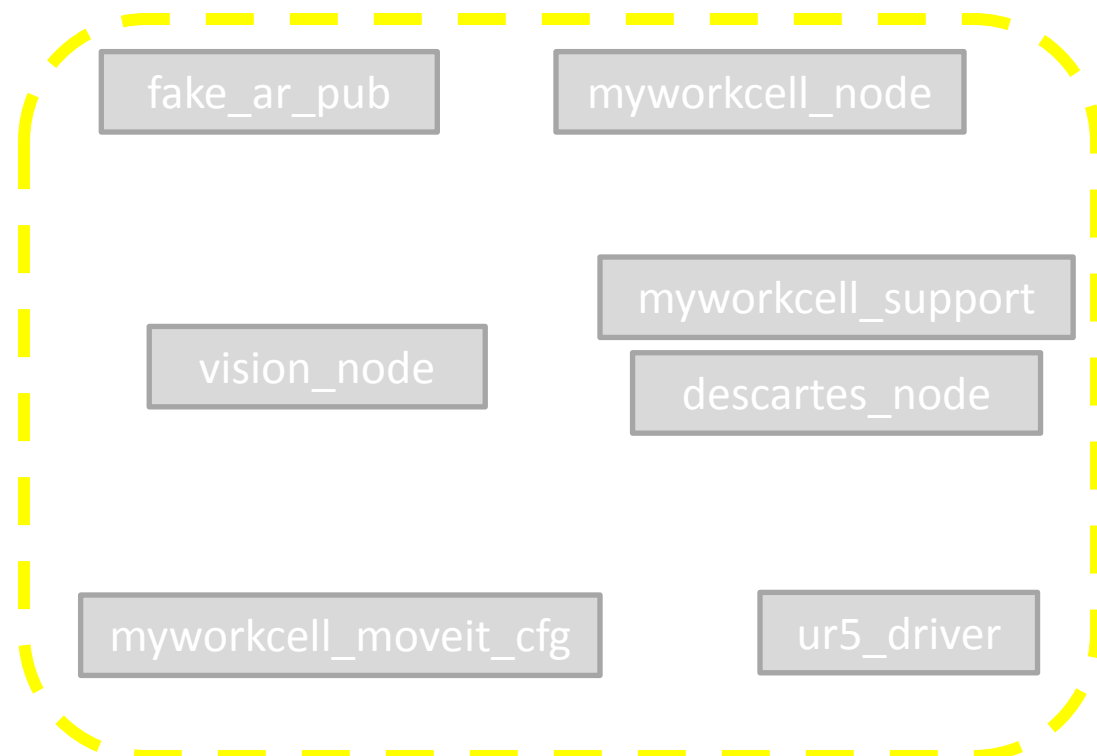 fake_ar_pub
myworkcell_node
myworkcell_support
vision_node
descartes_node
myworkcell_moveit_cfg
ur5_driver